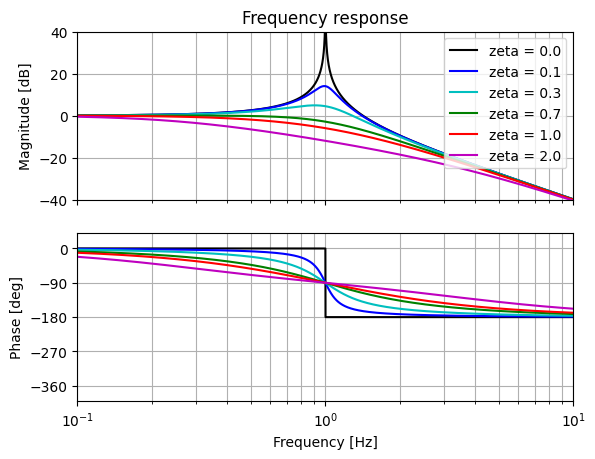 Frequency response
Magnitude [dB]
40
20
0
−20
−40
zeta = 0.0
zeta = 0.1
zeta = 0.3
zeta = 0.7
zeta = 1.0
zeta = 2.0
Phase [deg]
0
−90
−180
−270
−360
10⁻¹ 10⁰ 10¹
Frequency [Hz]